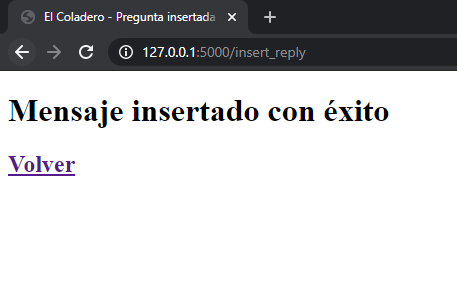 El Coladero - Pregunta insertada
127.0.0.1:5000/insert_reply
Mensaje insertado con éxito
Volver